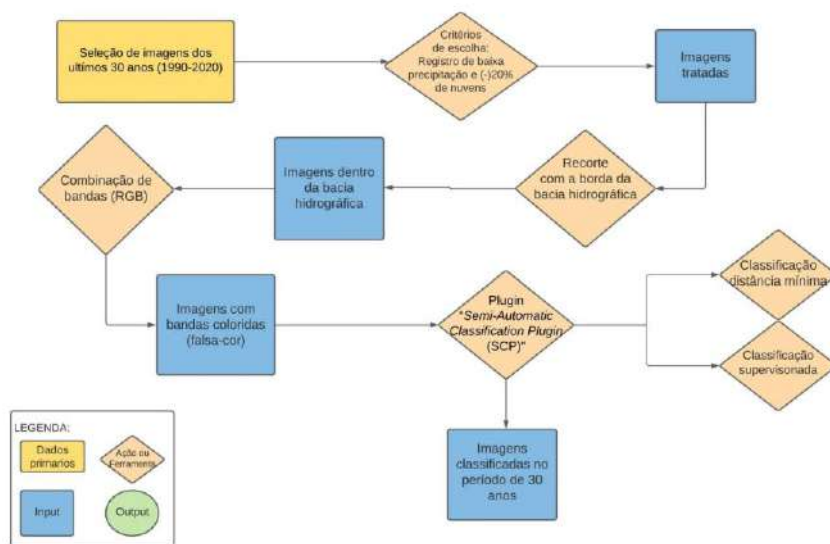 Seleção de imagens dos
ultimos 30 anos (1990-2020)
Critérios
de escolha:
Registro de baixa
precipitação e (-)20%
de nuvens
Imagens
tratadas
Recorte
com a borda da
bacia hidrográfica
Imagens dentro
da bacia
hidrográfica
Combinação de
bandas (RGB)
Imagens com
bandas coloridas
(falsa-cor)
Plugin
"Semi-Automatic
Classification Plugin
(SCP)"
Classificação
distância mínima
Classificação
supervisonada
Imagens
classificadas no
período de 30
anos
LEGENDA:
Dados
primarios
Ação ou
Ferramenta
Input
Output